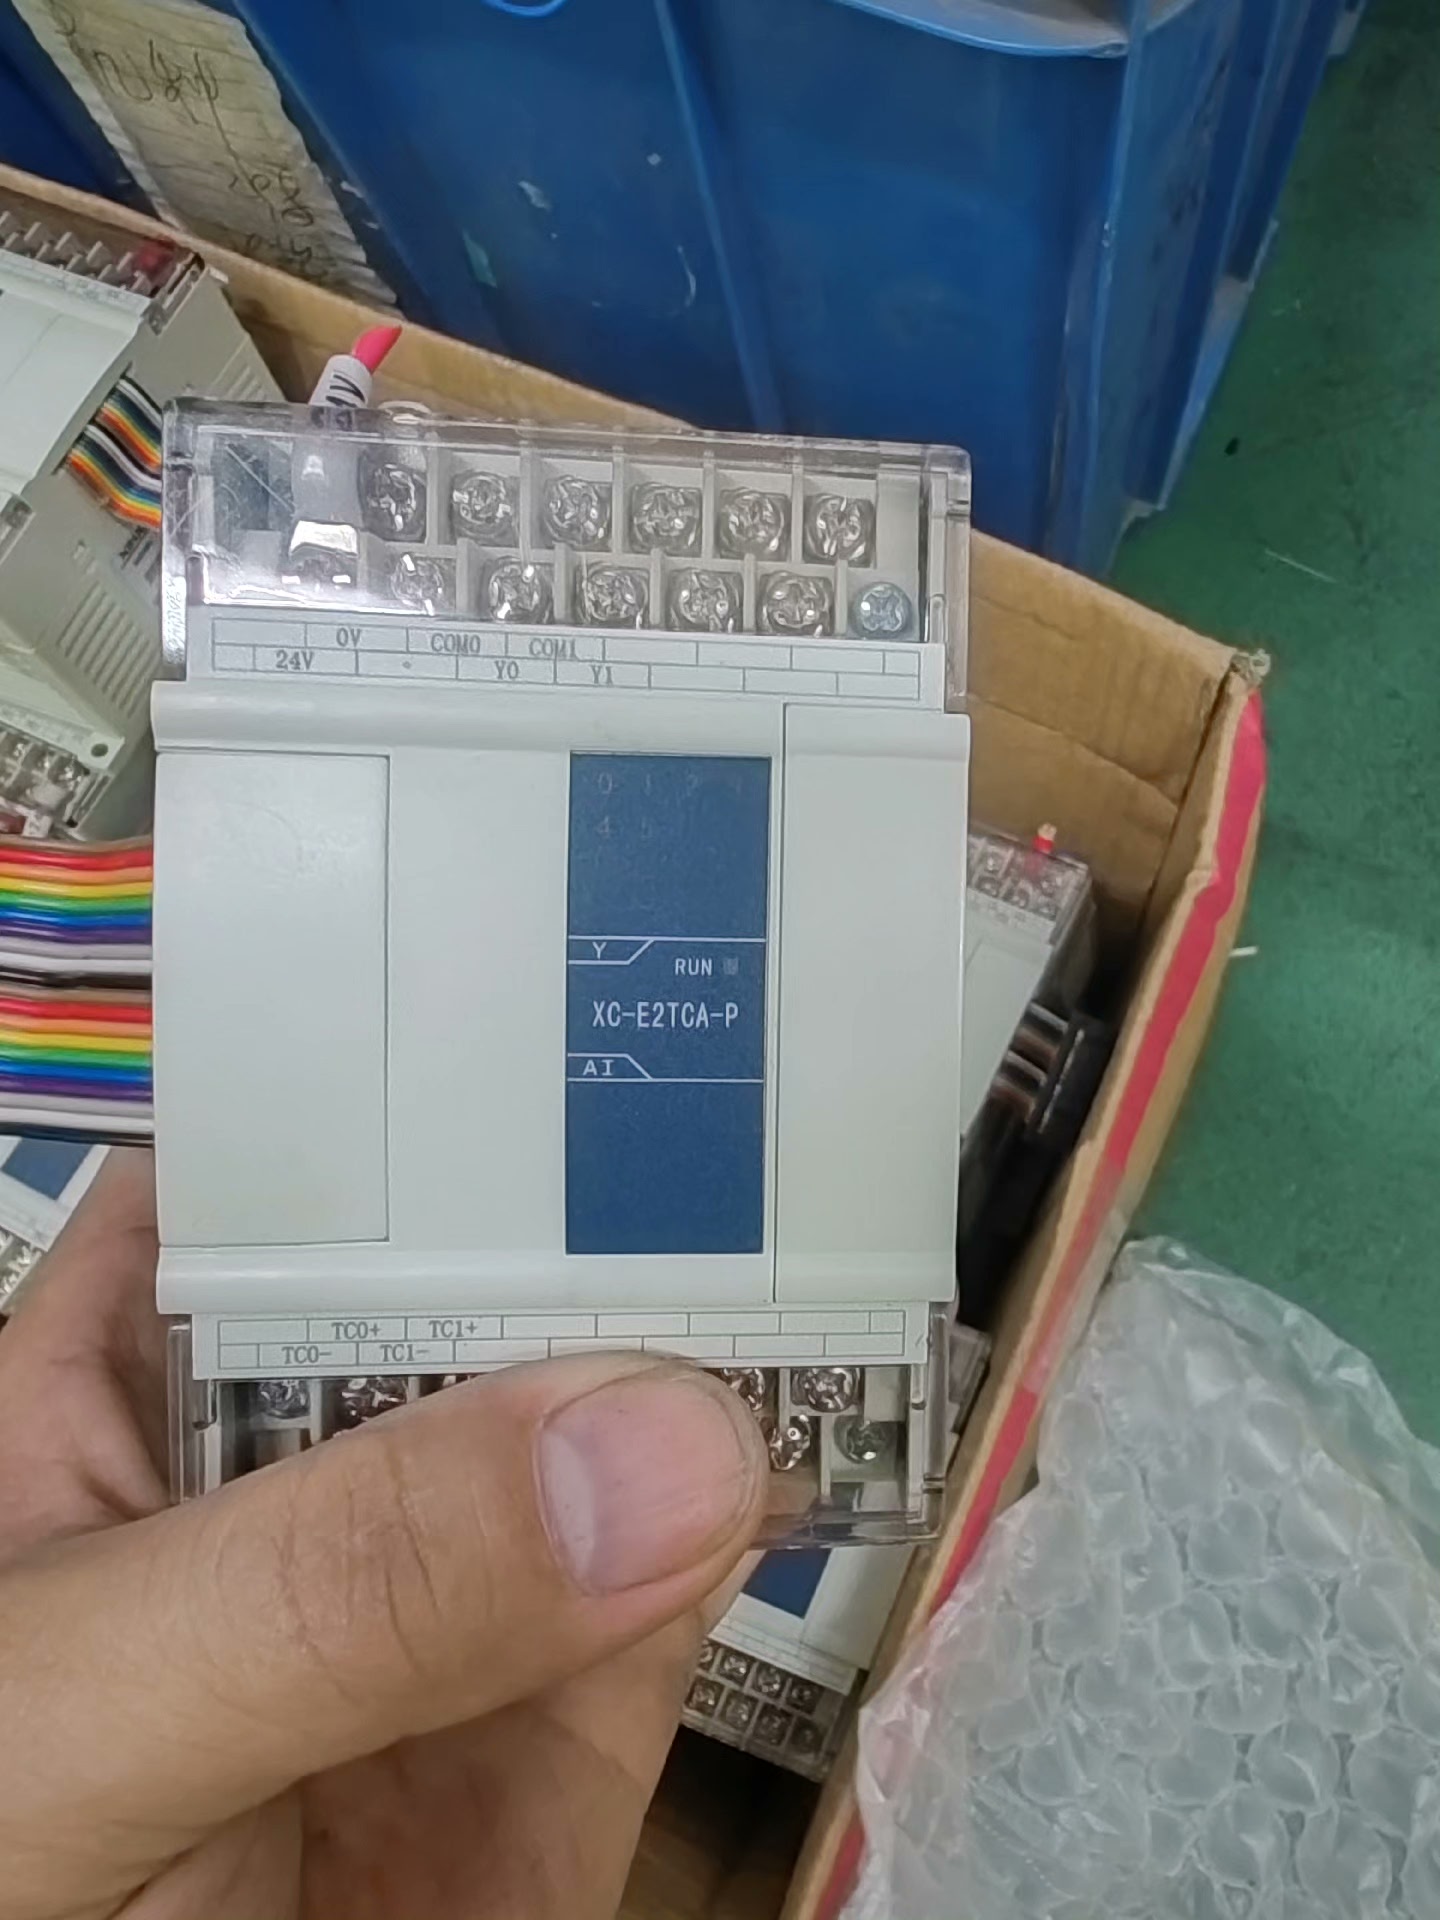 0V COM0 COM1
24V • Y0 Y1
0 1 2
4 5
Y
RUN
XC-E2TCA-P
AI
TC0+ TC1+
TC0- TC1-